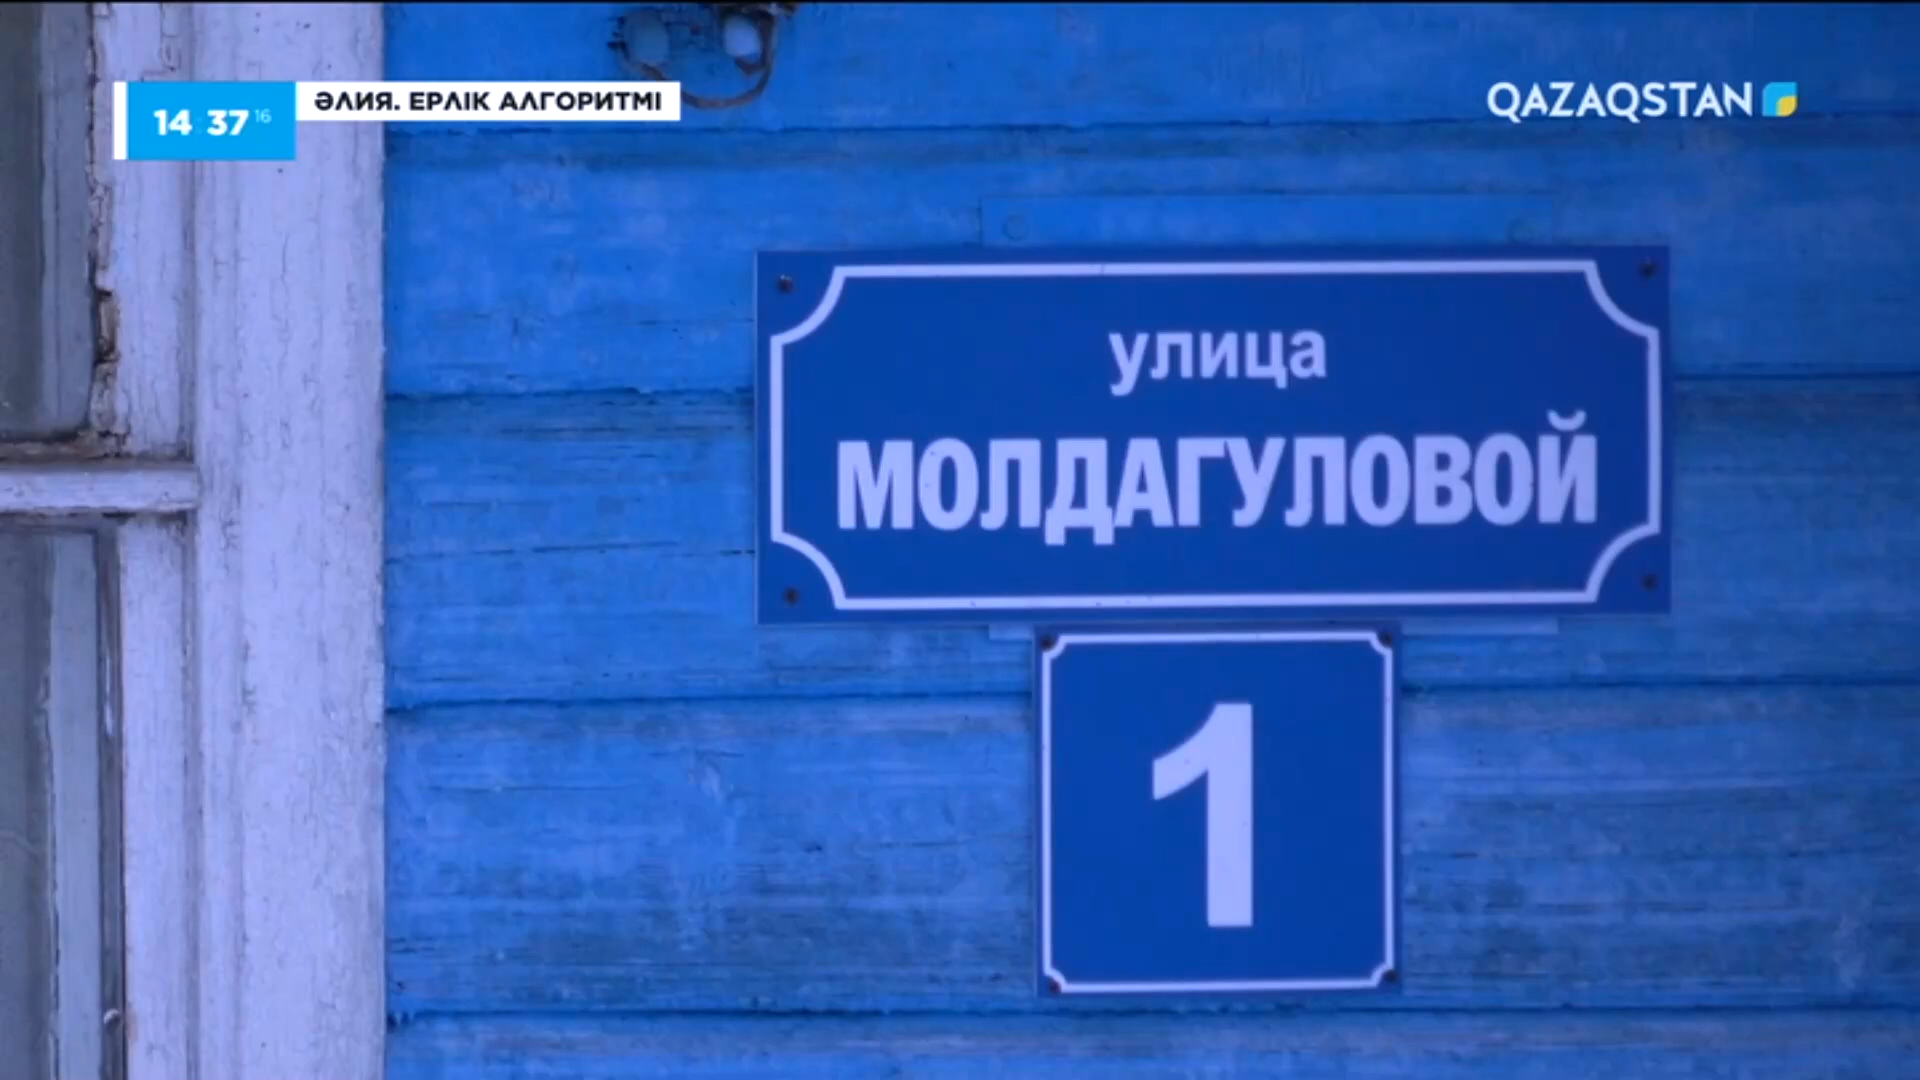 14:37 16
ӘЛИЯ. ЕРЛІК АЛГОРИТМІ
QAZAQSTAN
улица
МОЛДАГУЛОВОЙ
1